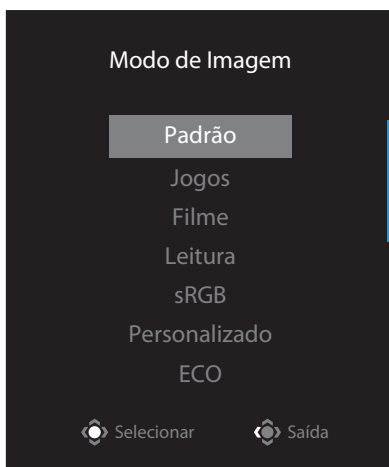 Modo de Imagem
Padrão
Jogos
Filme
Leitura
sRGB
Personalizado
ECO
Selecionar Saída